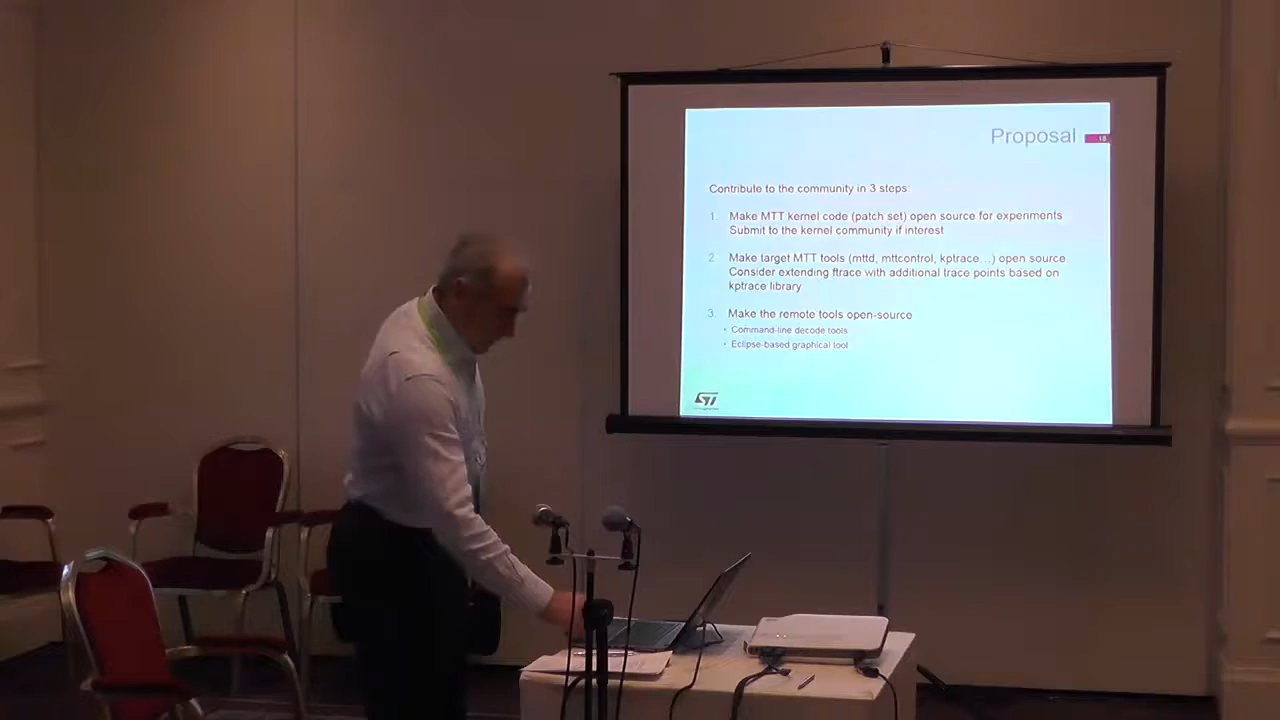 Proposal
18
Contribute to the community in 3 steps:
1. Make MTT kernel code (patch set) open source for experiments
Submit to the kernel community if interest
2. Make target MTT tools (mttd, mttcontrol, kptrace…) open source
Consider extending ftrace with additional trace points based on
kptrace library
3. Make the remote tools open-source
• Command-line decode tools
• Eclipse-based graphical tool
ST